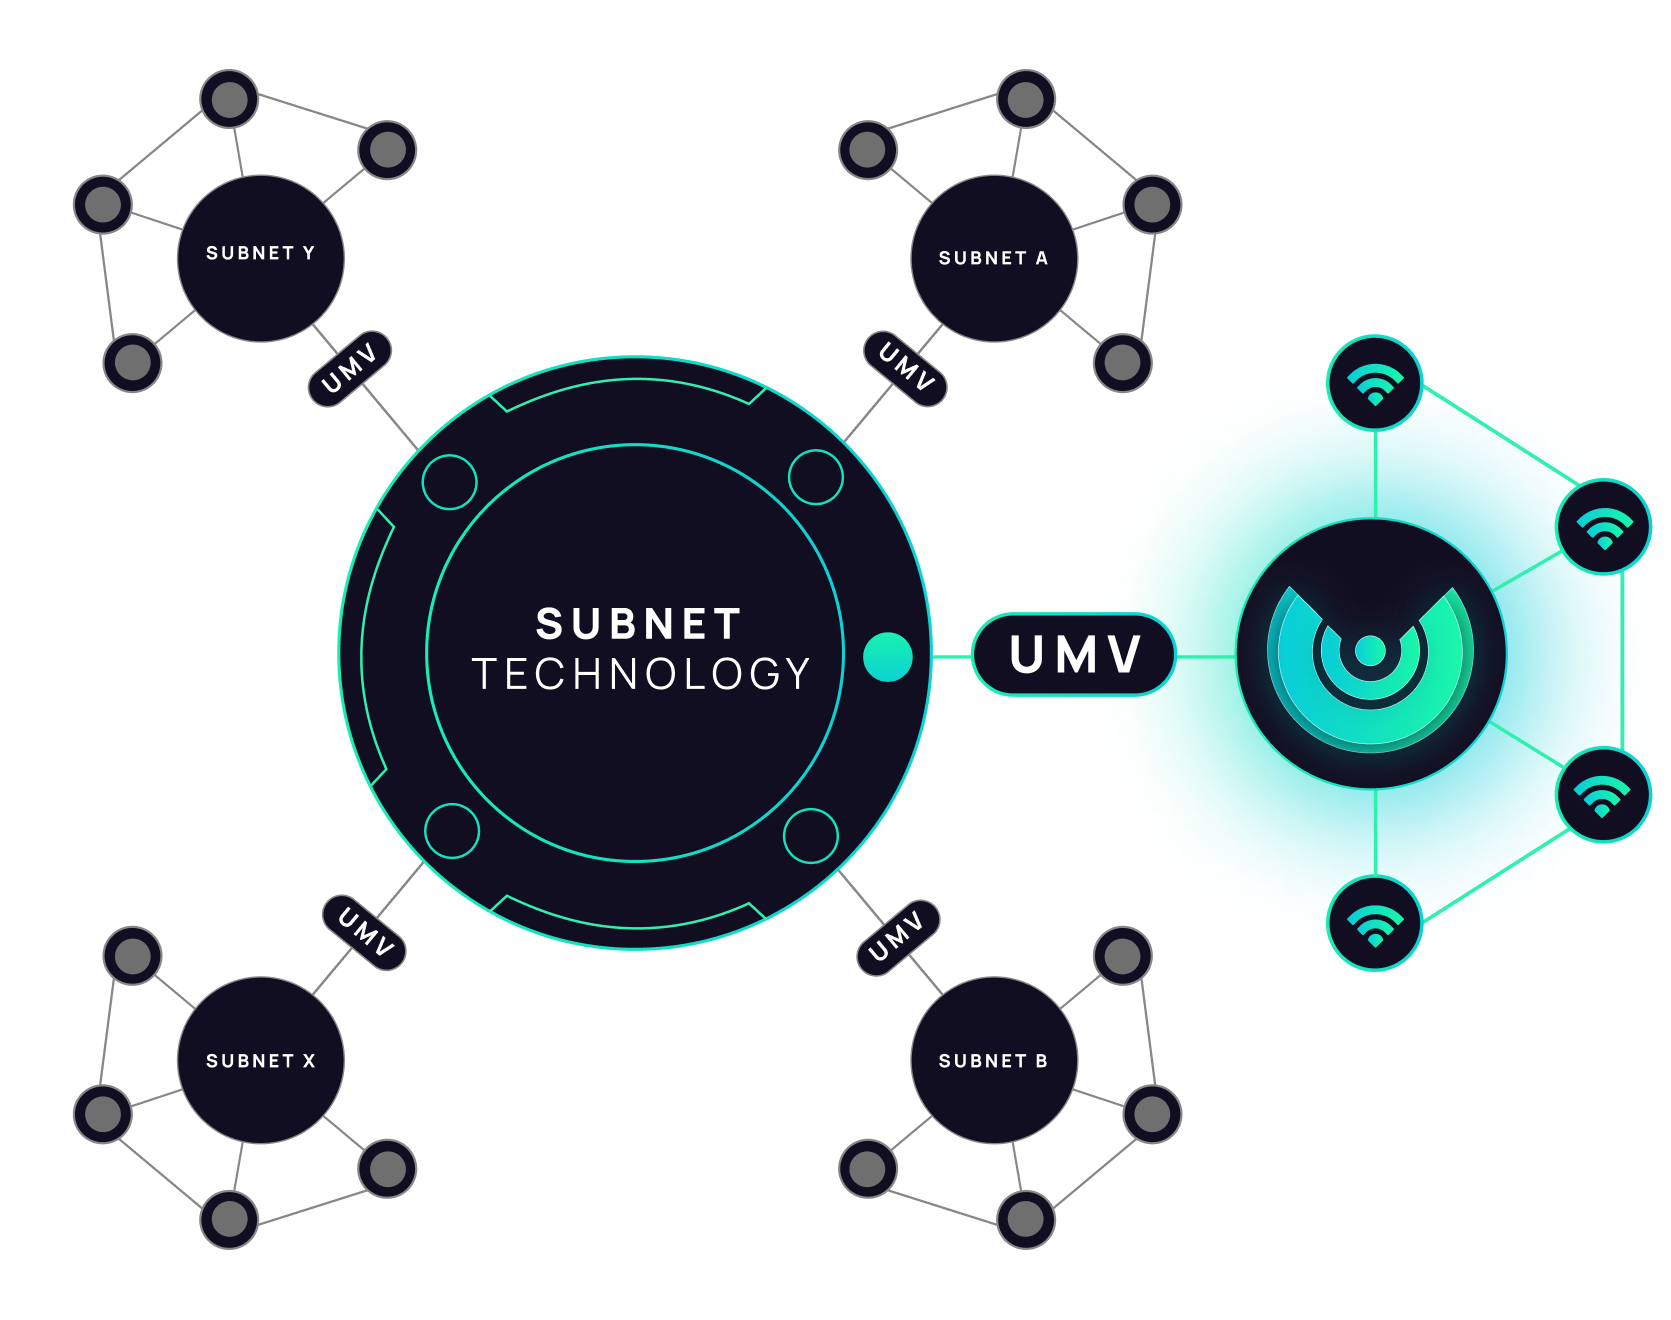 SUBNET Y
SUBNET A
UMV
UMV
SUBNET
TECHNOLOGY
UMV
UMV
UMV
SUBNET X
SUBNET B